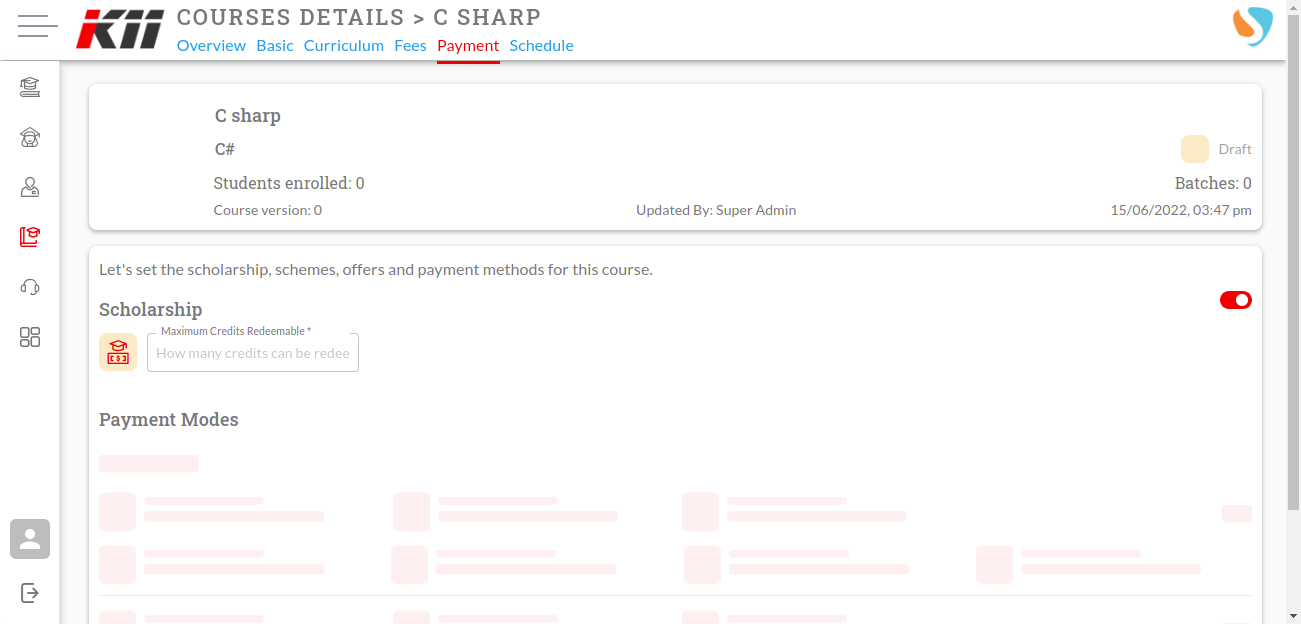 KII
COURSES DETAILS > C SHARP
Overview Basic Curriculum Fees Payment Schedule
C sharp
C#
Draft
Students enrolled: 0
Batches: 0
Course version: 0
Updated By: Super Admin
15/06/2022, 03:47 pm
Let's set the scholarship, schemes, offers and payment methods for this course.
Scholarship
Maximum Credits Redeemable *
How many credits can be redee
Payment Modes